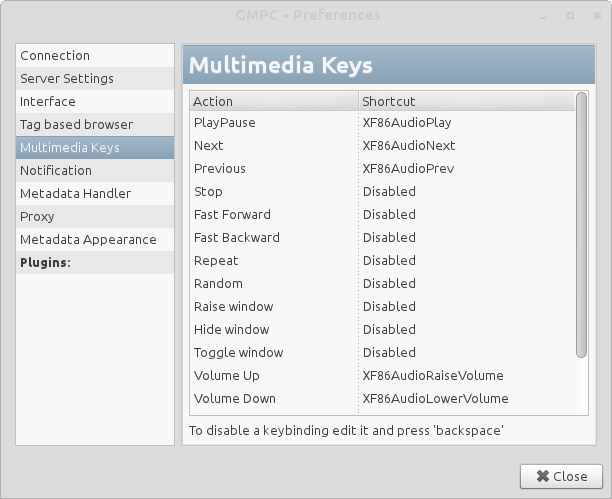 GMPC - Preferences
Connection
Server Settings
Interface
Tag based browser
Multimedia Keys
Notification
Metadata Handler
Proxy
Metadata Appearance
Plugins:
Multimedia Keys
Action Shortcut
PlayPause XF86AudioPlay
Next XF86AudioNext
Previous XF86AudioPrev
Stop Disabled
Fast Forward Disabled
Fast Backward Disabled
Repeat Disabled
Random Disabled
Raise window Disabled
Hide window Disabled
Toggle window Disabled
Volume Up XF86AudioRaiseVolume
Volume Down XF86AudioLowerVolume
To disable a keybinding edit it and press 'backspace'
Close